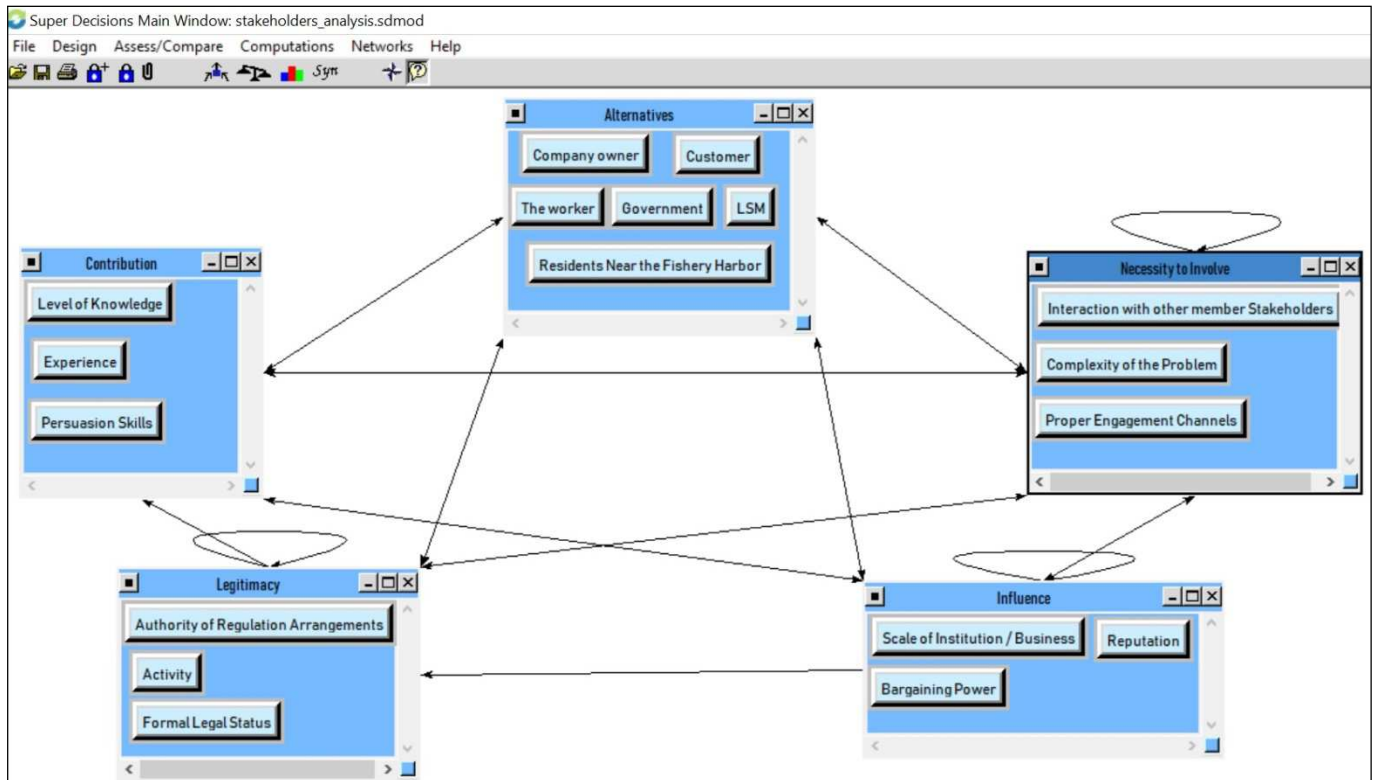 Super Decisions Main Window: stakeholders_analysis.sdmod
File Design Assess/Compare Computations Networks Help
Syn
Alternatives
Company owner Customer
The worker Government LSM
Residents Near the Fishery Harbor
Contribution
Level of Knowledge
Experience
Persuasion Skills
Necessity to Involve
Interaction with other member Stakeholders
Complexity of the Problem
Proper Engagement Channels
Legitimacy
Authority of Regulation Arrangements
Activity
Formal Legal Status
Influence
Scale of Institution / Business Reputation
Bargaining Power